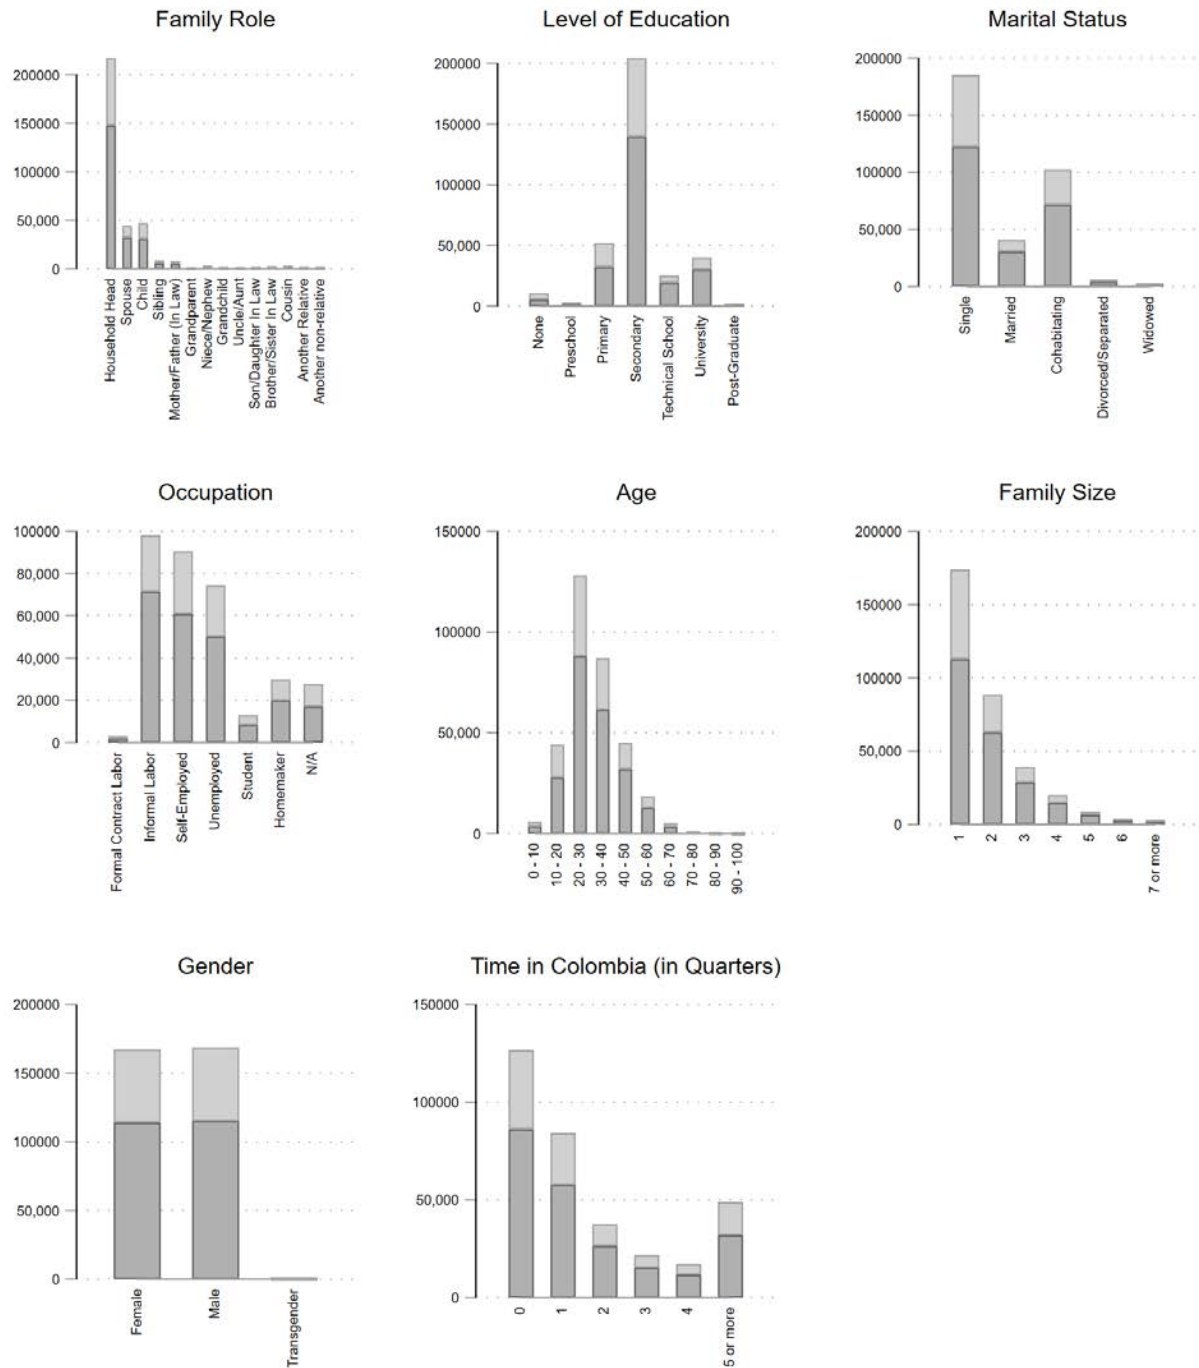 Family Role
200000
150000
100000
50,000
0
Household Head
Spouse
Child
Sibling
Mother/Father (In Law)
Grandparent
Niece/Nephew
Grandchild
Uncle/Aunt
Son/Daughter In Law
Brother/Sister In Law
Cousin
Another Relative
Another non-relative
Level of Education
200000
150000
100000
50,000
0
None
Preschool
Primary
Secondary
Technical School
University
Post-Graduate
Marital Status
200000
150000
100000
50,000
0
Single
Married
Cohabitating
Divorced/Separated
Widowed
Occupation
100000
80,000
60,000
40,000
20,000
0
Formal Contract Labor
Informal Labor
Self-Employed
Unemployed
Student
Homemaker
N/A
Age
150000
100000
50,000
0
0 - 10
10 - 20
20 - 30
30 - 40
40 - 50
50 - 60
60 - 70
70 - 80
80 - 90
90 - 100
Family Size
200000
150000
100000
50,000
0
1
2
3
4
5
6
7 or more
Gender
200000
150000
100000
50,000
0
Female
Male
Transgender
Time in Colombia (in Quarters)
150000
100000
50,000
0
0
1
2
3
4
5 or more